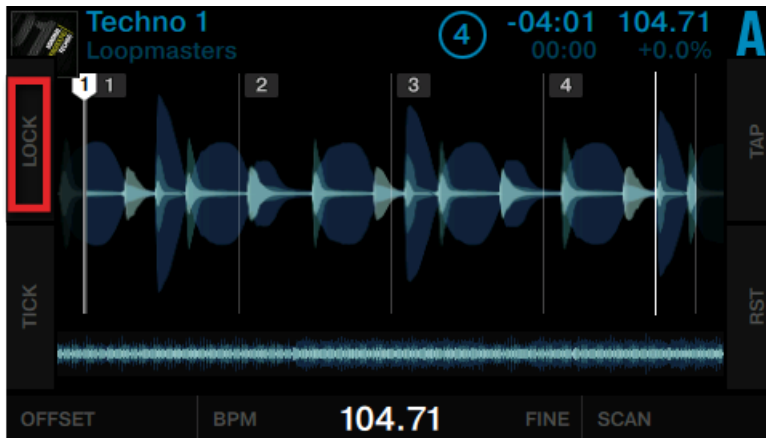 Techno 1
Loopmasters
4
-04:01 104.71
00:00 +0.0%
A
1 1 2 3 4
LOCK
TAP
TICK
RST
OFFSET BPM 104.71 FINE SCAN